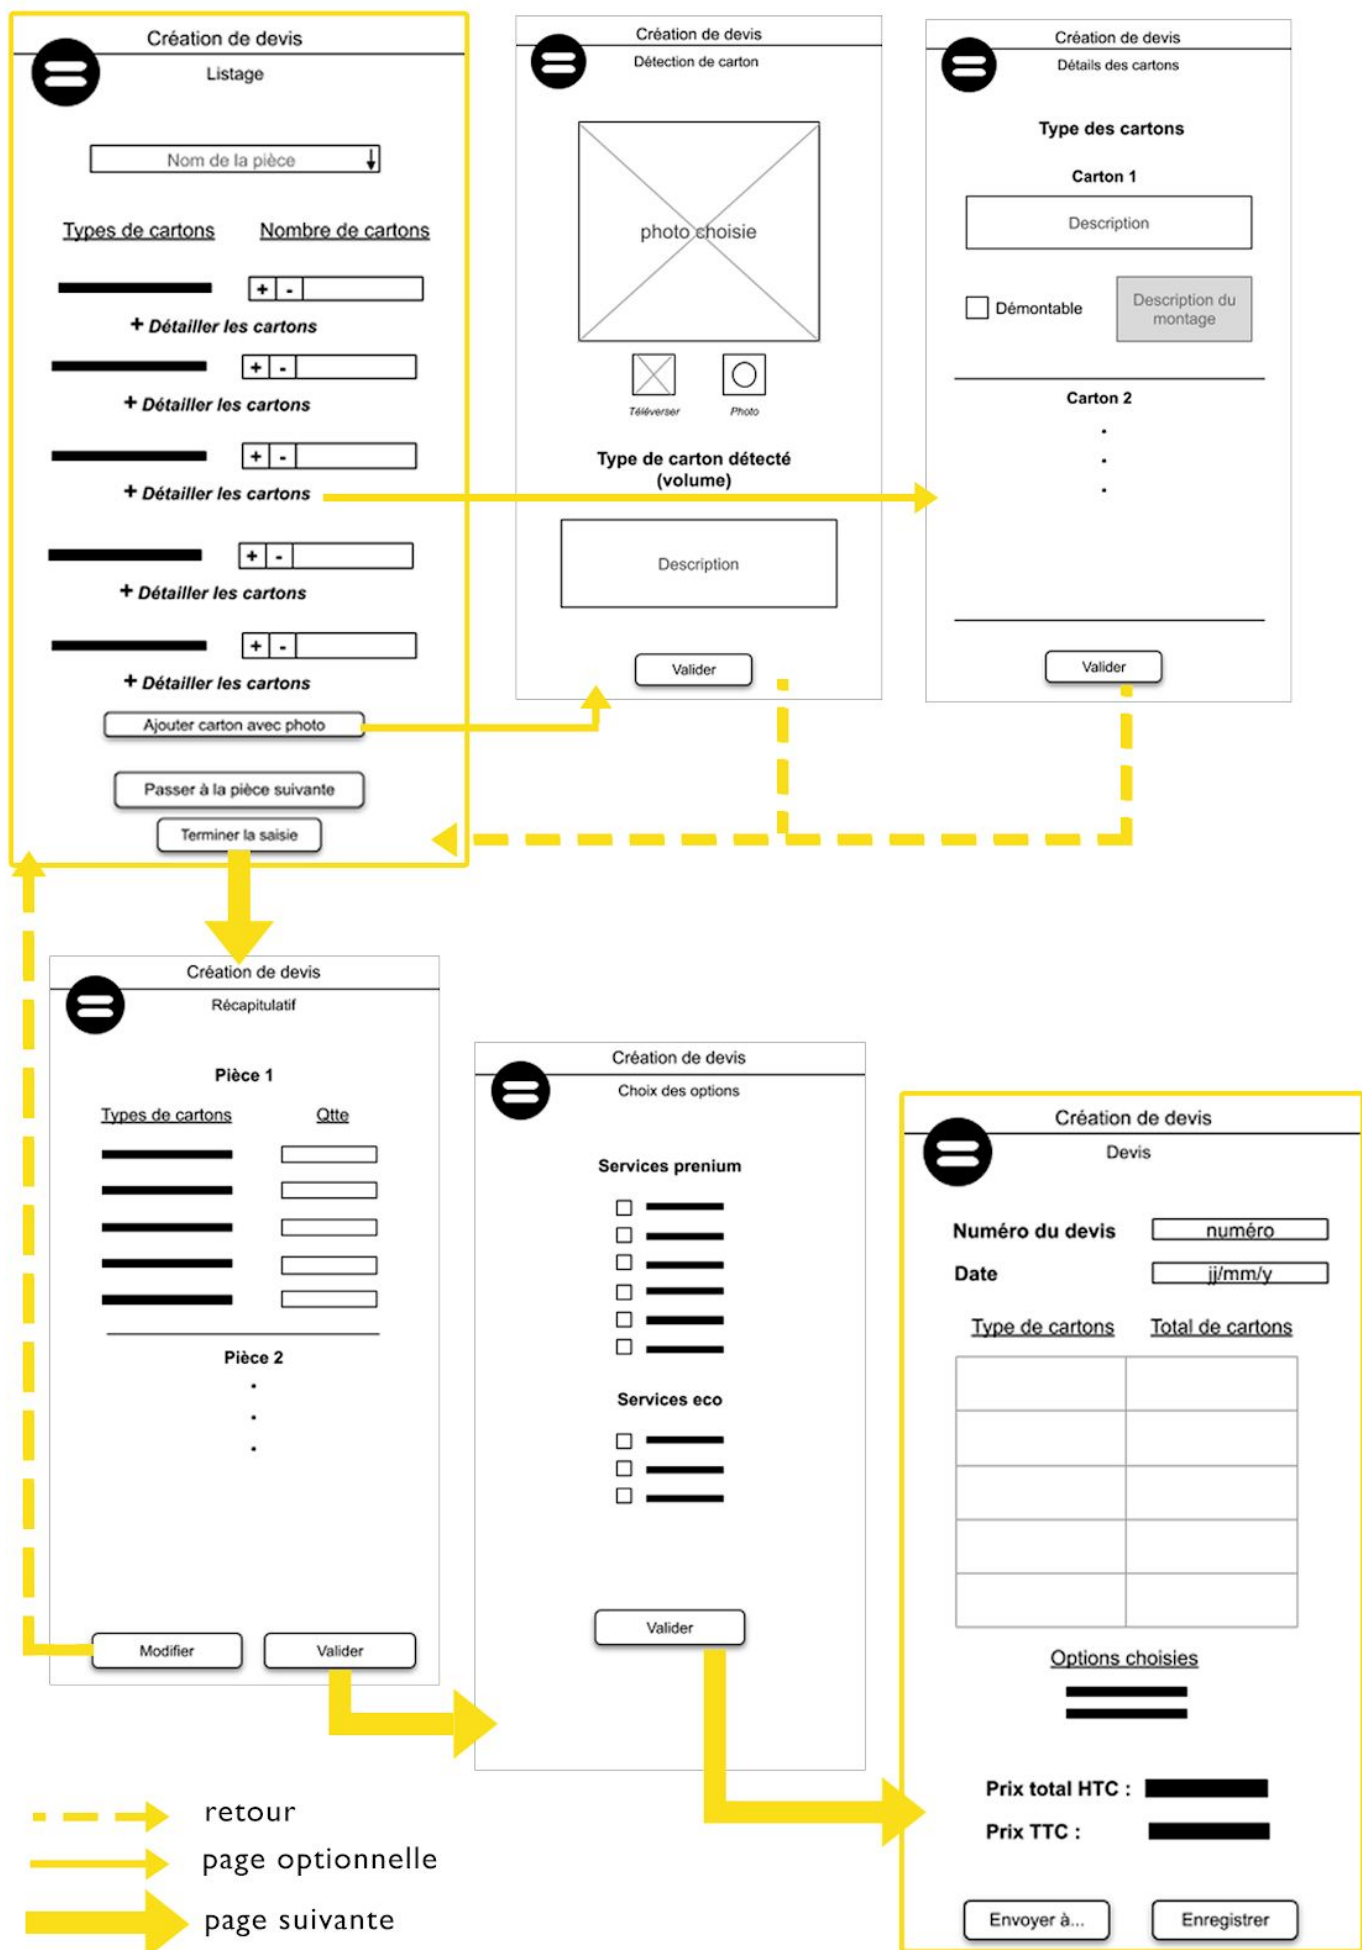 Création de devis
Listage
Nom de la pièce
Types de cartons Nombre de cartons
+ -
+ Détailler les cartons
+ -
+ Détailler les cartons
+ -
+ Détailler les cartons
+ -
+ Détailler les cartons
+ -
+ Détailler les cartons
Ajouter carton avec photo
Passer à la pièce suivante
Terminer la saisie
Création de devis
Détection de carton
photo choisie
Téléverser Photo
Type de carton détecté
(volume)
Description
Valider
Création de devis
Détails des cartons
Type des cartons
Carton 1
Description
Démontable
Description du
montage
Carton 2
Valider
Création de devis
Récapitulatif
Pièce 1
Types de cartons Qtte
Pièce 2
Modifier Valider
Création de devis
Choix des options
Services prenium
Services eco
Valider
Création de devis
Devis
Numéro du devis numéro
Date jj/mm/y
Type de cartons Total de cartons
Options choisies
Prix total HTC :
Prix TTC :
Envoyer à... Enregistrer
retour
page optionnelle
page suivante